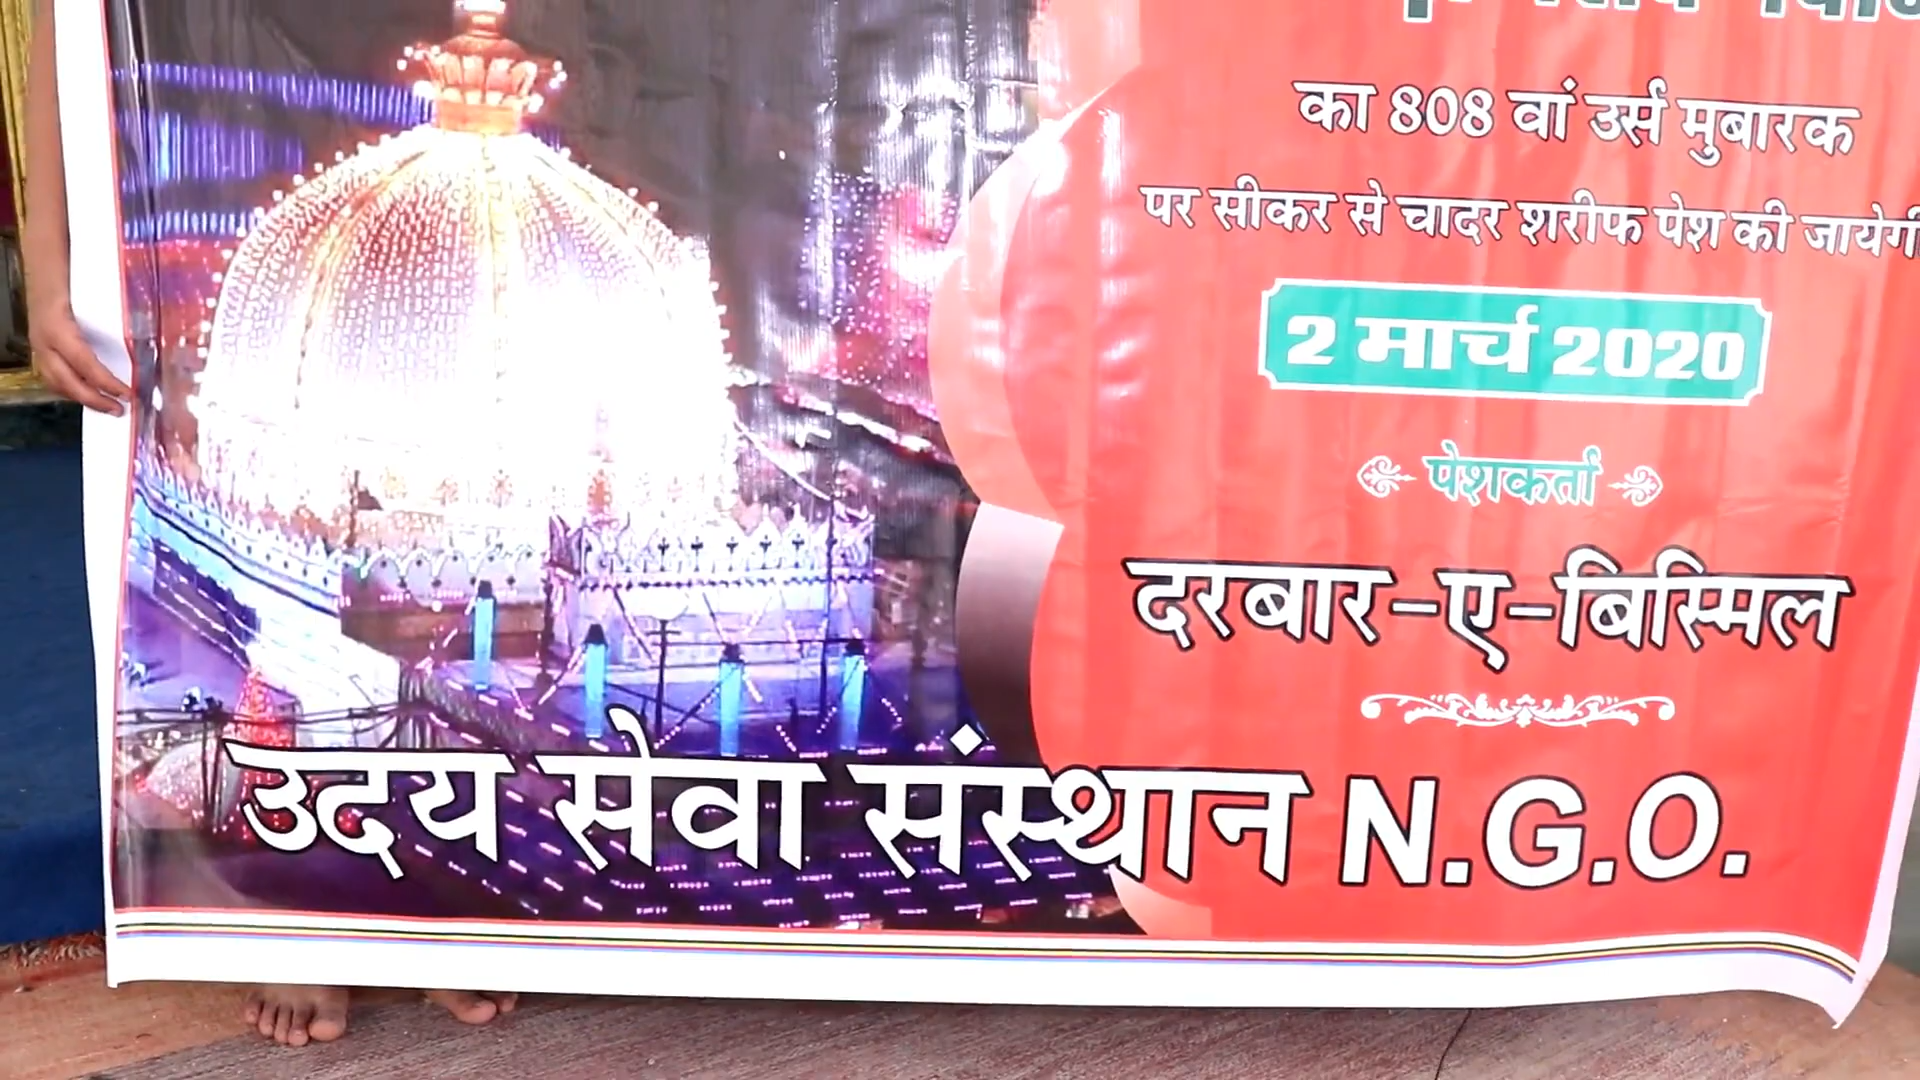 का 808 वां उर्स मुबारक
पर सीकर से चादर शरीफ पेश की जायेगी
2 मार्च 2020
पेशकर्ता
दरबार-ए-बिस्मिल
उदय सेवा संस्थान N.G.O.